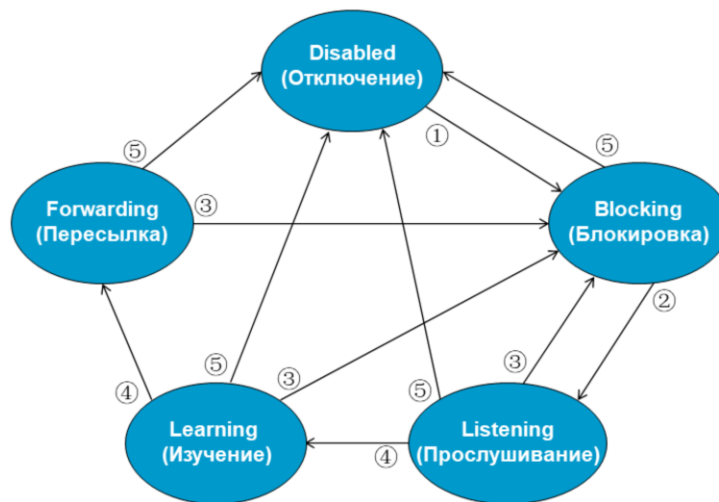 Disabled
(Отключение)
①
⑤
⑤
Forwarding
(Пересылка)
③
Blocking
(Блокировка)
②
⑤
③
③
④
⑤
Learning
(Изучение)
④
Listening
(Прослушивание)